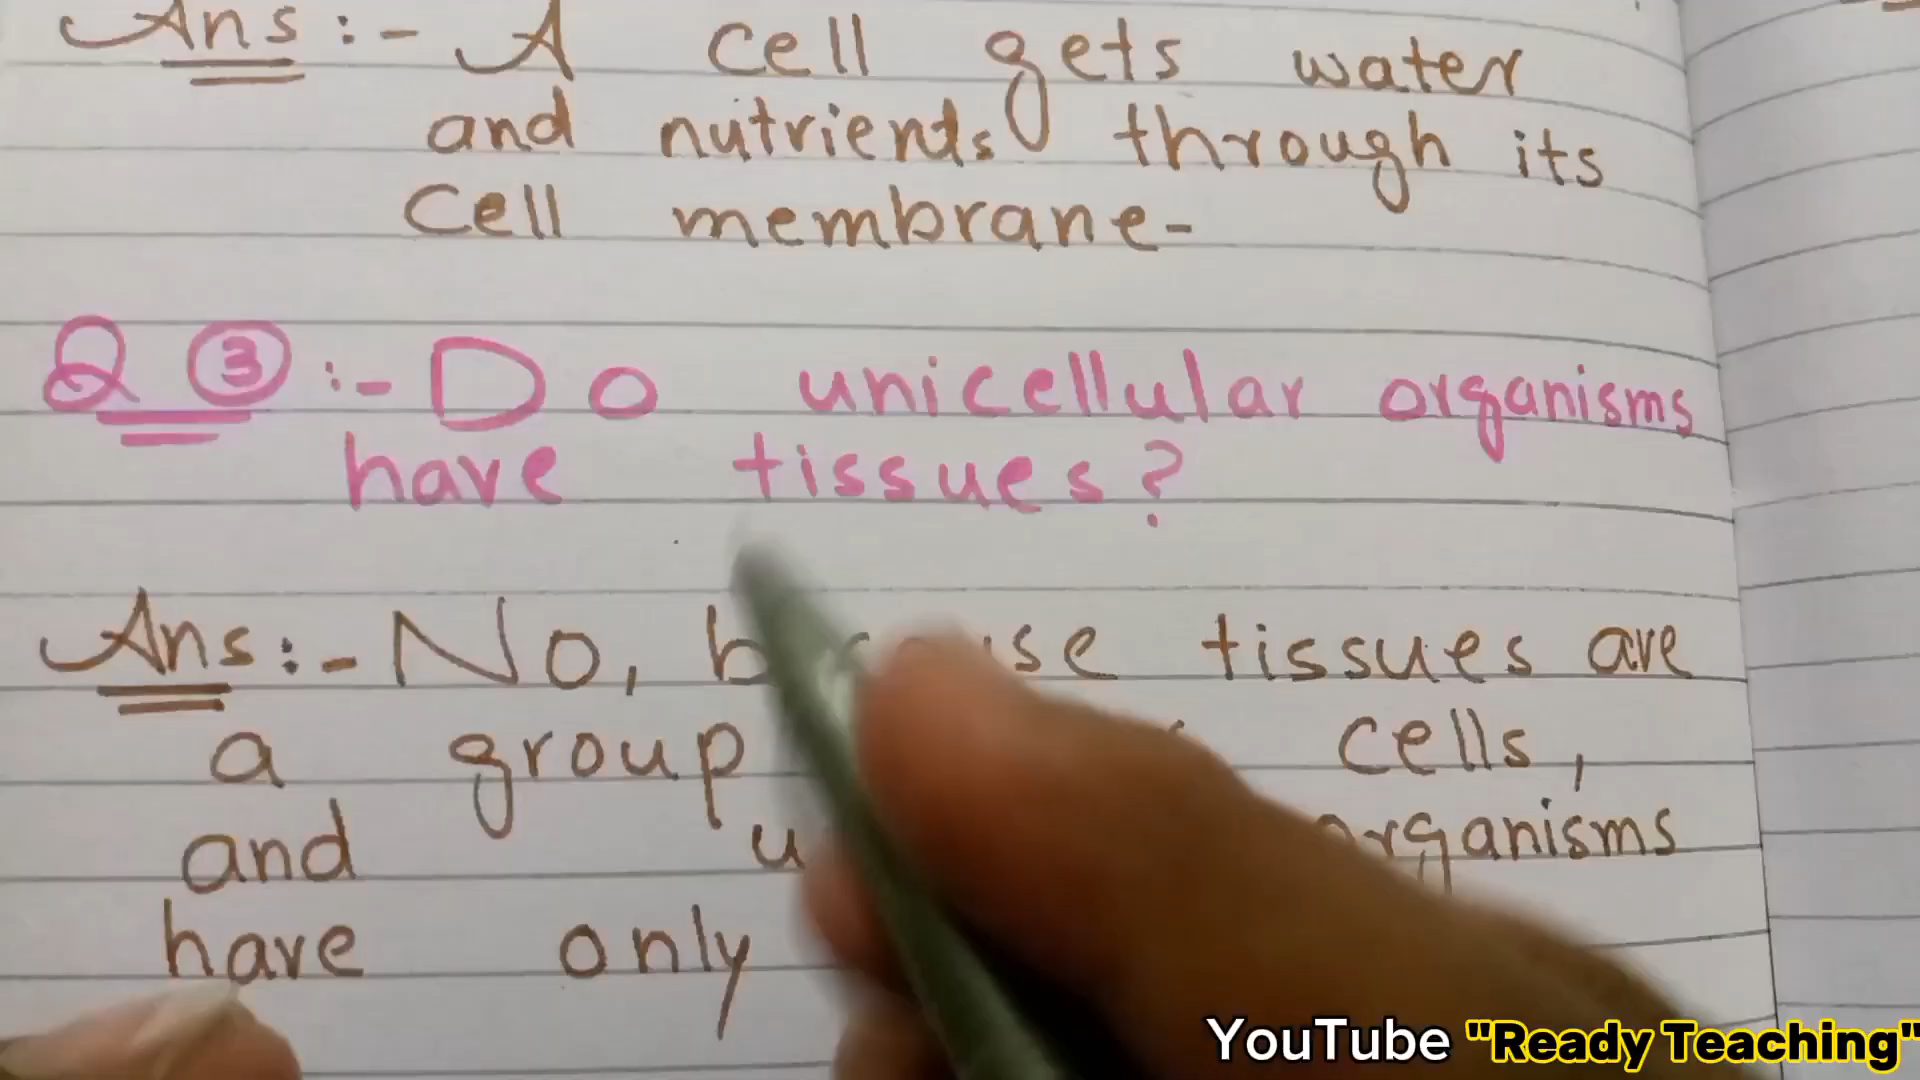 Ans :- A cell gets water
and nutrients through its
Cell membrane-
Q ③ :- Do unicellular organisms
have tissues?
Ans :- No, because tissues are
a group cells,
and organisms
have only
YouTube "Ready Teaching"